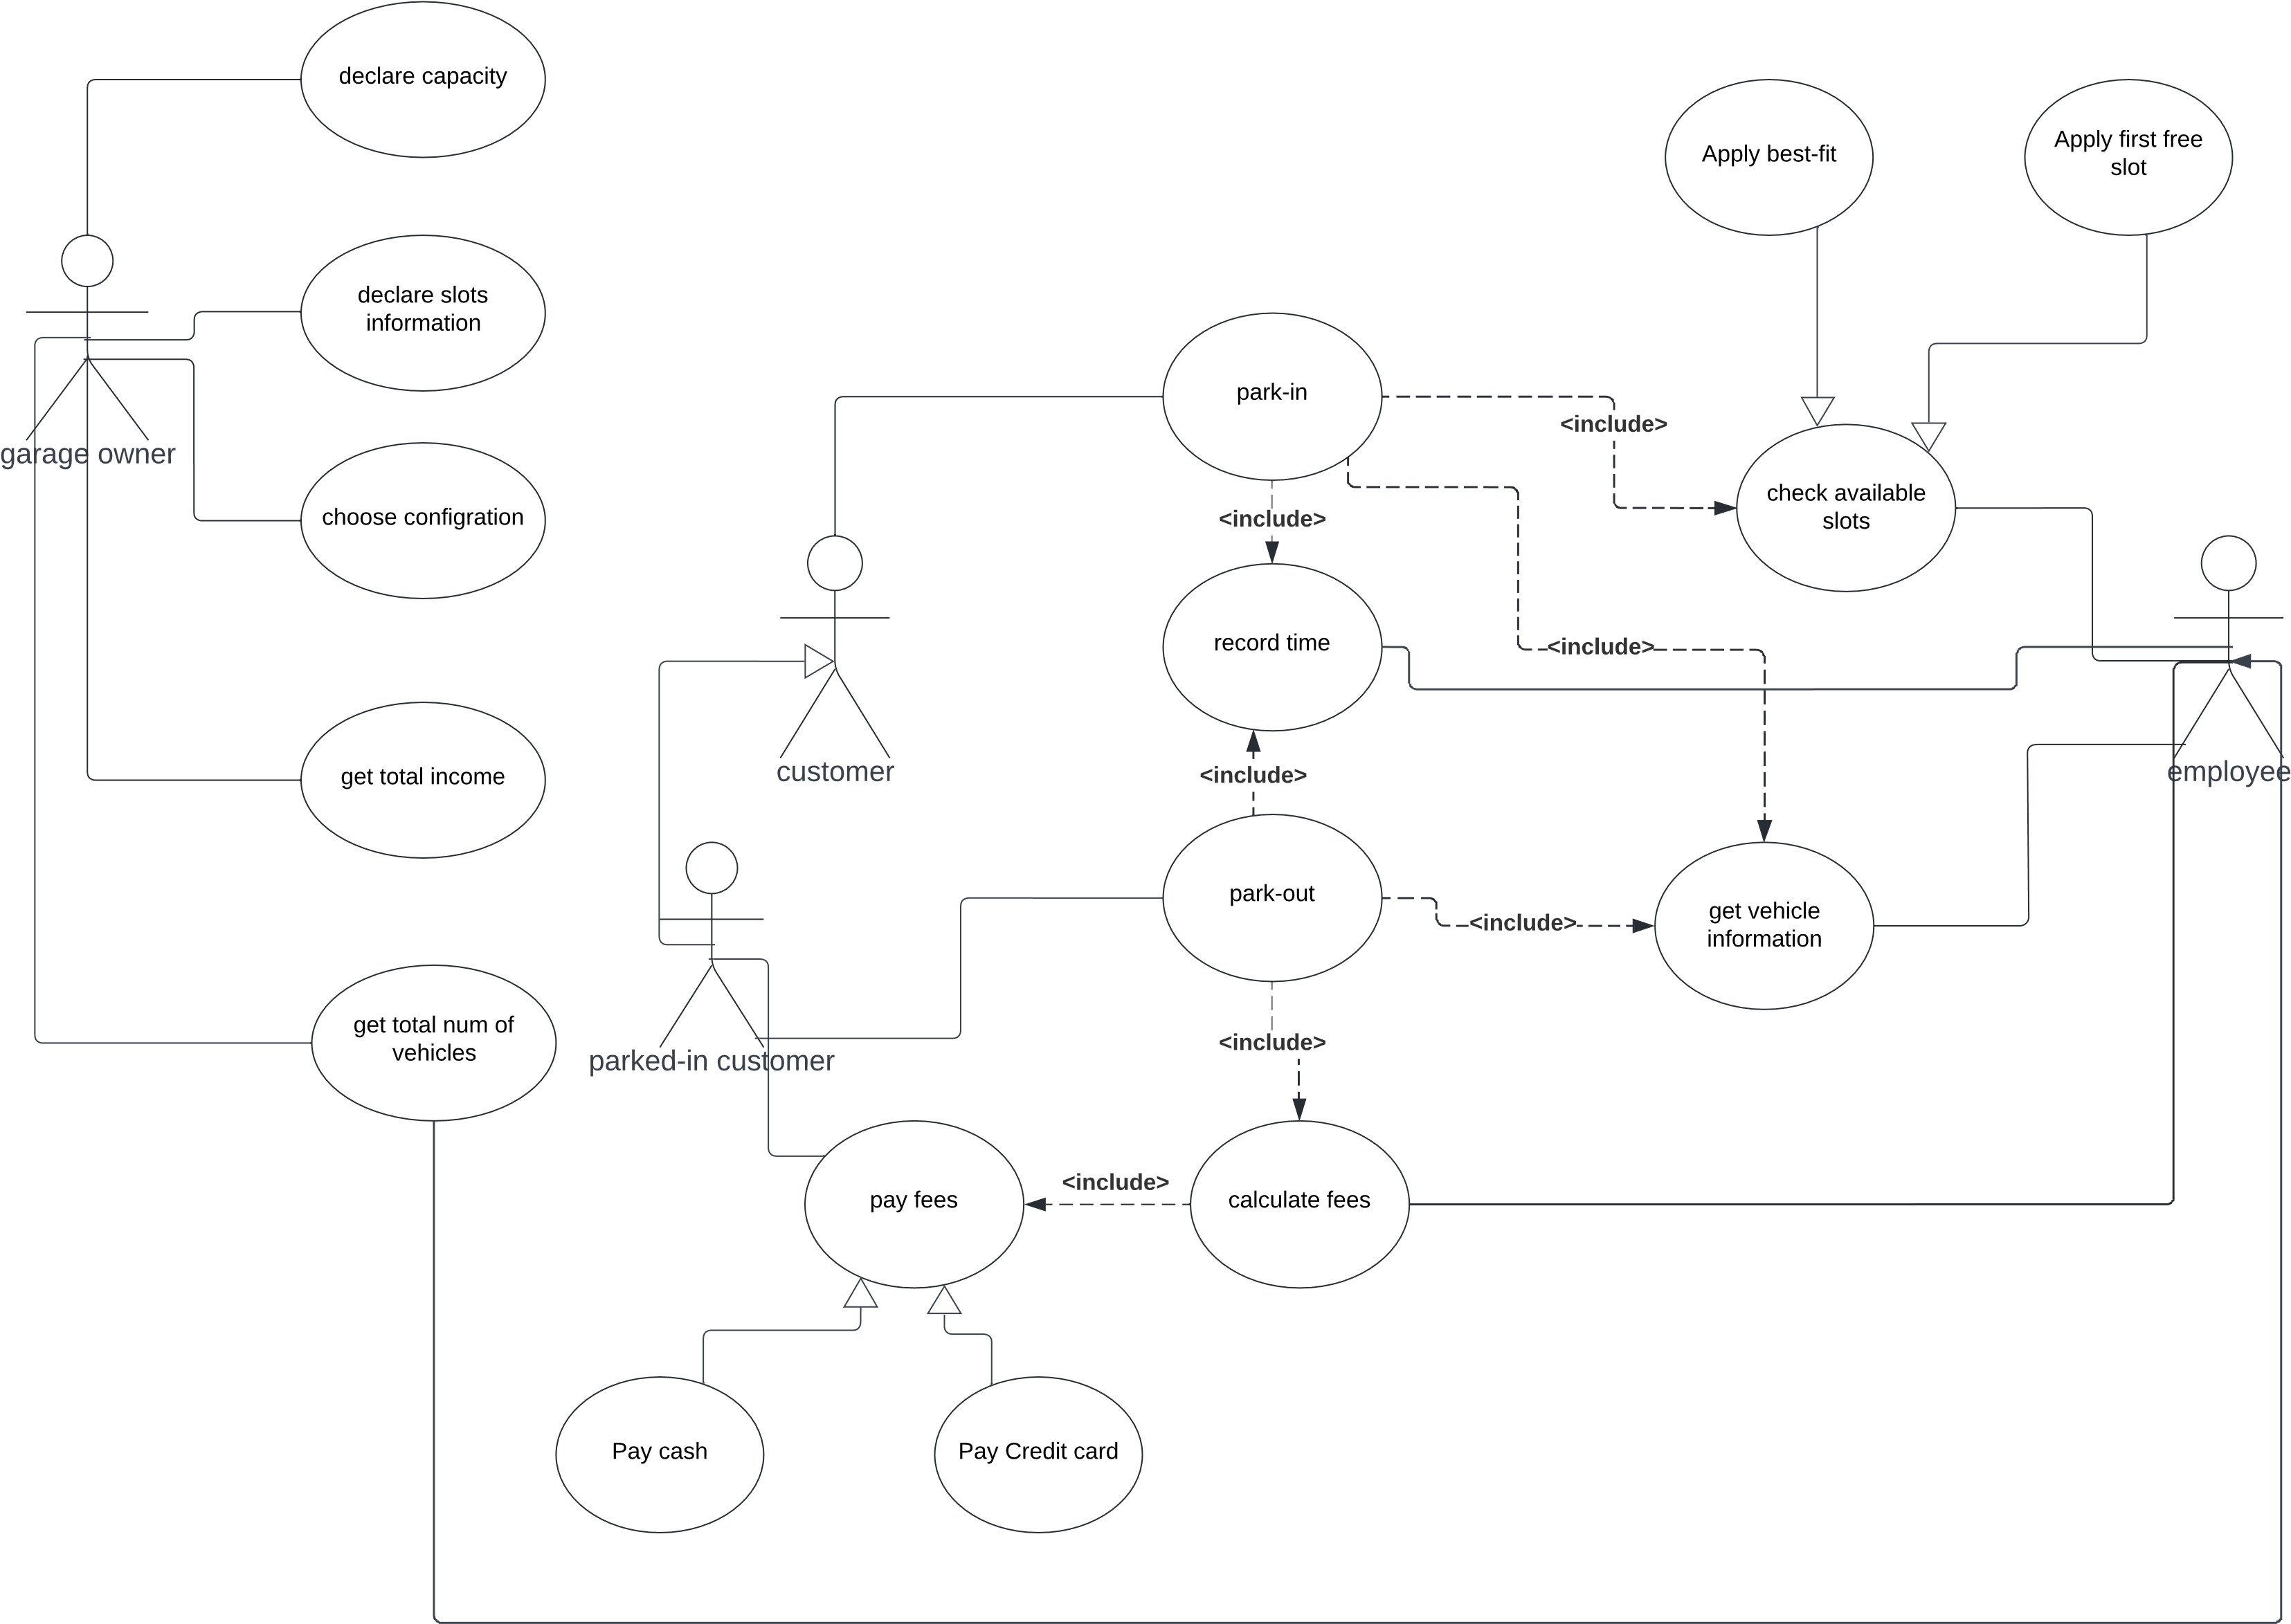 declare capacity
Apply best-fit
Apply first free
slot
declare slots
information
garage owner
choose configration
park-in
<include>
check available
slots
<include>
record time
<include>
customer
employee
get total income
<include>
park-out
<include>
get vehicle
information
get total num of
vehicles
parked-in customer
<include>
pay fees
<include>
calculate fees
Pay cash
Pay Credit card